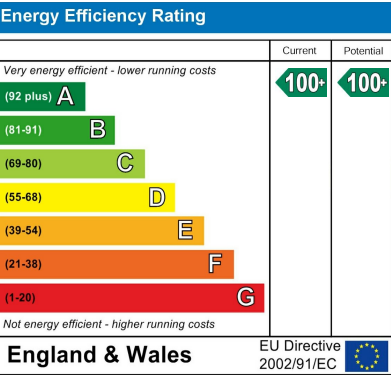 Energy Efficiency Rating
Current Potential
Very energy efficient - lower running costs
(92 plus) A 100+ 100+
(81-91) B
(69-80) C
(55-68) D
(39-54) E
(21-38) F
(1-20) G
Not energy efficient - higher running costs
England & Wales
EU Directive
2002/91/EC